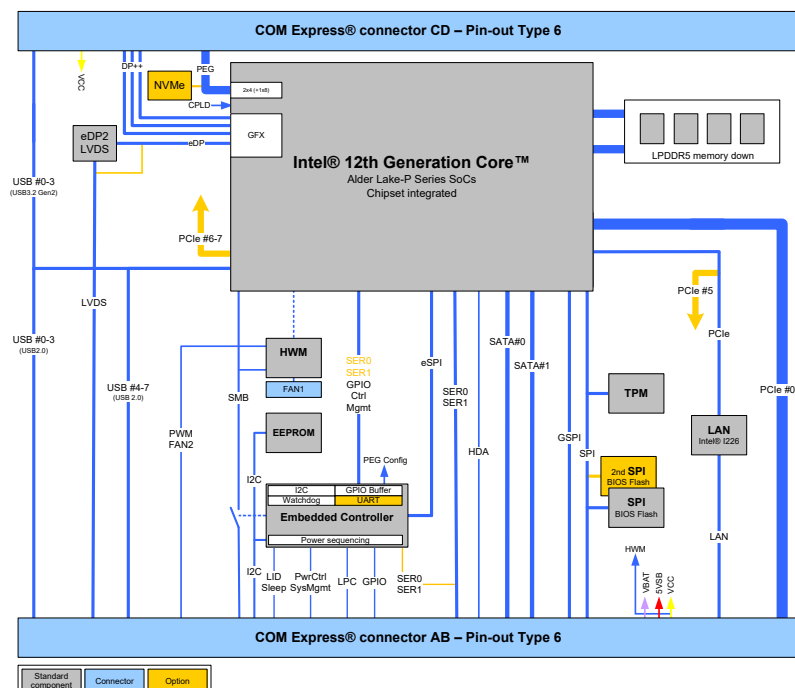 COM Express® connector CD – Pin-out Type 6
DP++
PEG
VCC
NVMe
2x4 (+1x8)
CPLD
GFX
eDP2
LVDS
eDP
Intel® 12th Generation Core™
Alder Lake-P Series SoCs
Chipset integrated
LPDDR5 memory down
USB #0-3
(USB3.2 Gen2)
PCIe #6-7
PCIe #5
LVDS
PCIe
USB #0-3
(USB2.0)
SATA#0
SATA#1
HWM
FAN1
SER0
SER1
GPIO
Ctrl
Mgmt
eSPI
USB #4-7
(USB 2.0)
SMB
SER0
SER1
TPM
PCIe #0
PWM
FAN2
EEPROM
LAN
Intel® I226
HDA
GSPI
SPI
PEG Config
2nd SPI
BIOS Flash
I2C
I2C
GPIO Buffer
Watchdog
UART
SPI
BIOS Flash
Embedded Controller
Power sequencing
LAN
HWM
I2C
LID
Sleep
PwrCtrl
SysMgmt
LPC
GPIO
SER0
SER1
VBAT
5VSB
VCC
COM Express® connector AB – Pin-out Type 6
Standard
component
Connector
Option